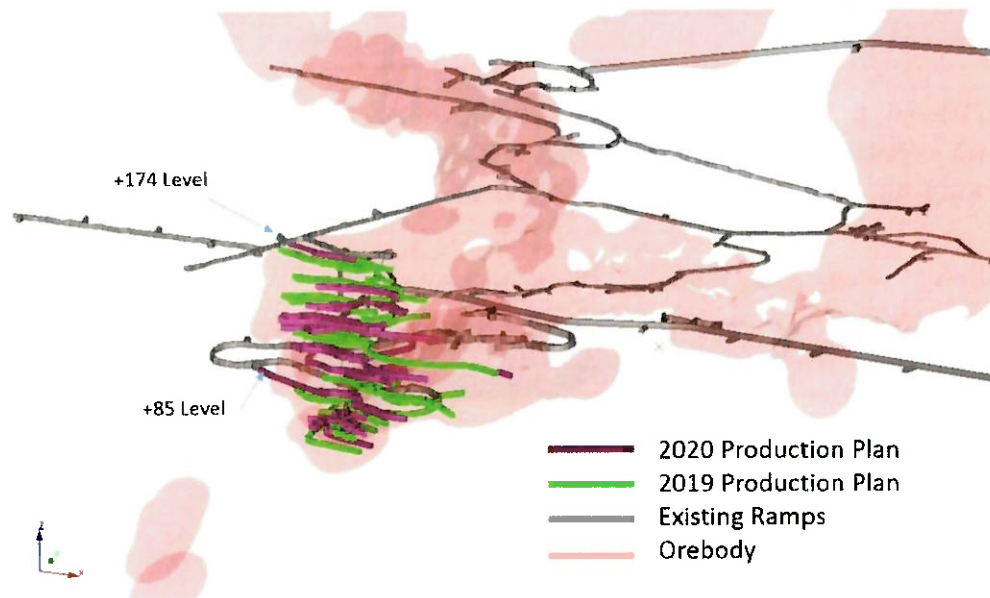 +174 Level
+85 Level
2020 Production Plan
2019 Production Plan
Existing Ramps
Orebody
z
x